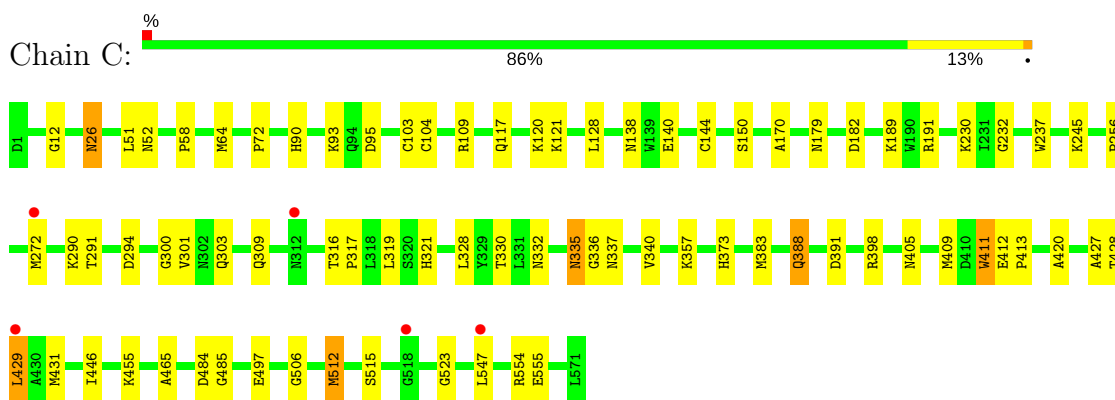 %
Chain C:
86% 13% •
D1 G12 N26 L51 N52 P58 M64 P72 H90 K93 Q94 D95 C103 C104 R109 Q117 K120 K121 L128 N138 W139 E140 C144 S150 A170 N179 D182 K189 W190 R191 K230 I231 G232 W237 K245
M272 K290 T291 D294 G300 V301 N302 Q303 Q309 N312 T316 P317 L318 L319 S320 H321 L328 Y329 T330 L331 N332 N335 G336 N337 V340 K357 H373 M383 Q388 D391 R398 N405 M409 D410 W411 E412 P413 A420 A427 T428
L429 A430 M431 I446 K455 A465 D484 G485 E497 G506 M512 S515 G518 G523 L547 R554 E555 L571